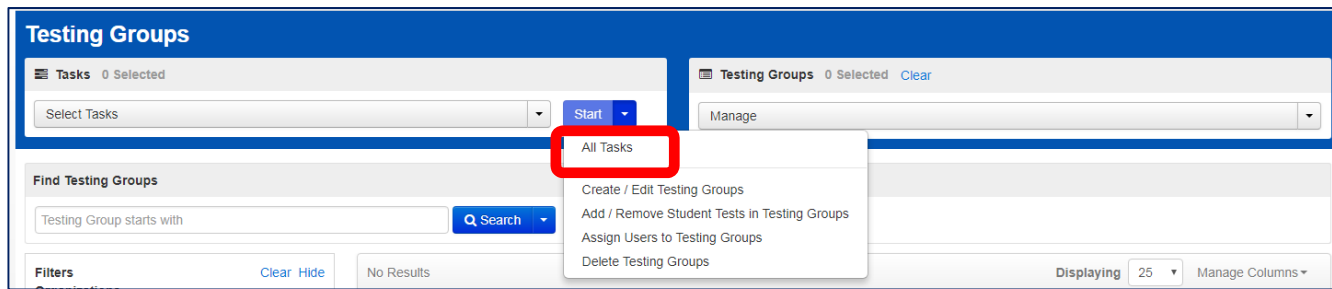 Testing Groups
Tasks 0 Selected
Testing Groups 0 Selected Clear
Select Tasks
Start
Manage
All Tasks
Create / Edit Testing Groups
Add / Remove Student Tests in Testing Groups
Assign Users to Testing Groups
Delete Testing Groups
Find Testing Groups
Testing Group starts with
Search
Filters
Clear Hide
No Results
Displaying 25 Manage Columns